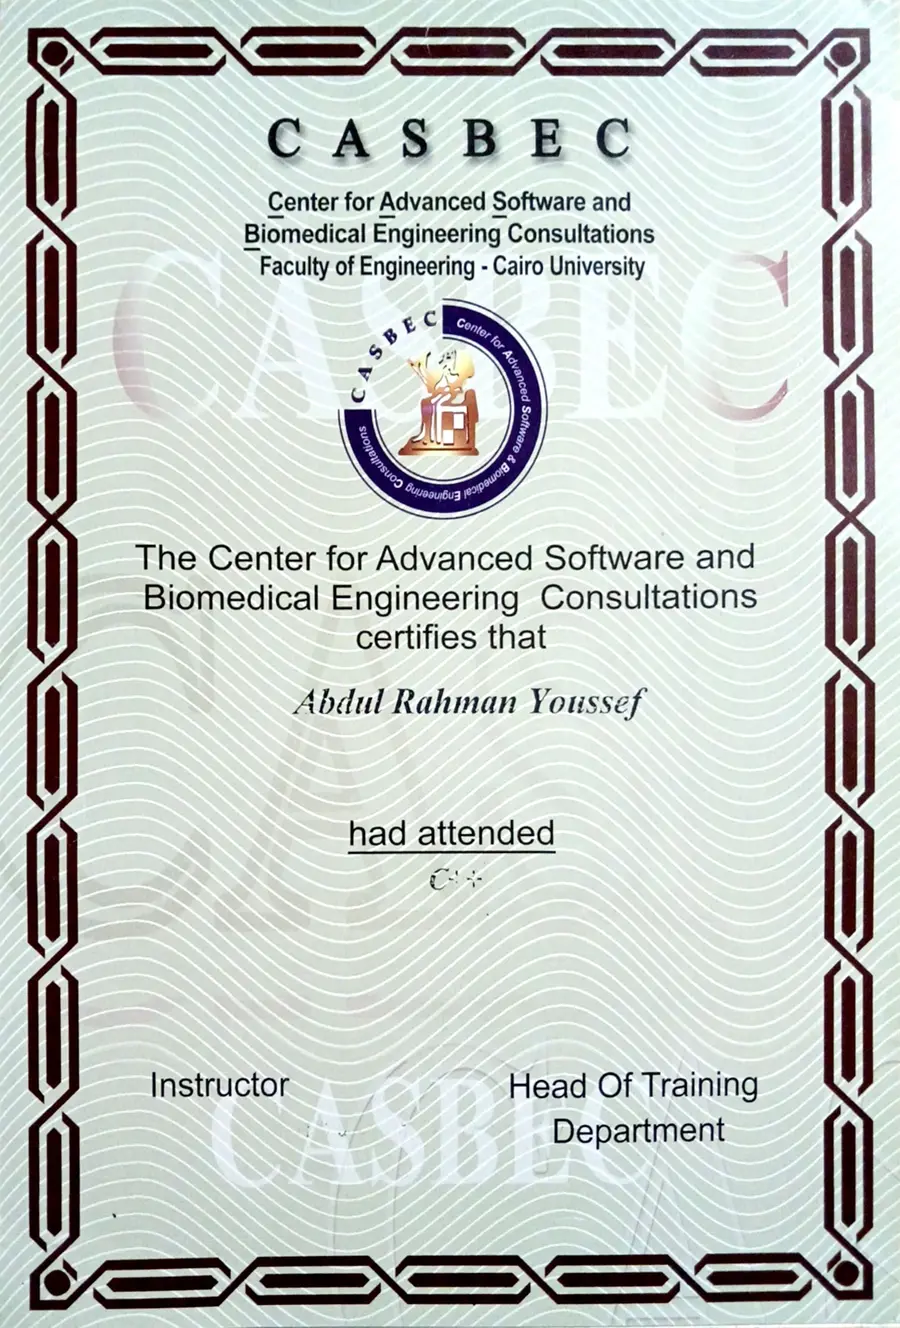 C A S B E C
Center for Advanced Software and
Biomedical Engineering Consultations
Faculty of Engineering - Cairo University
CASBEC
CASBEC Center for Advanced Software & Biomedical Engineering Consultations
The Center for Advanced Software and
Biomedical Engineering Consultations
certifies that
Abdul Rahman Youssef
had attended
C++
Instructor
Head Of Training
Department
CASBEC